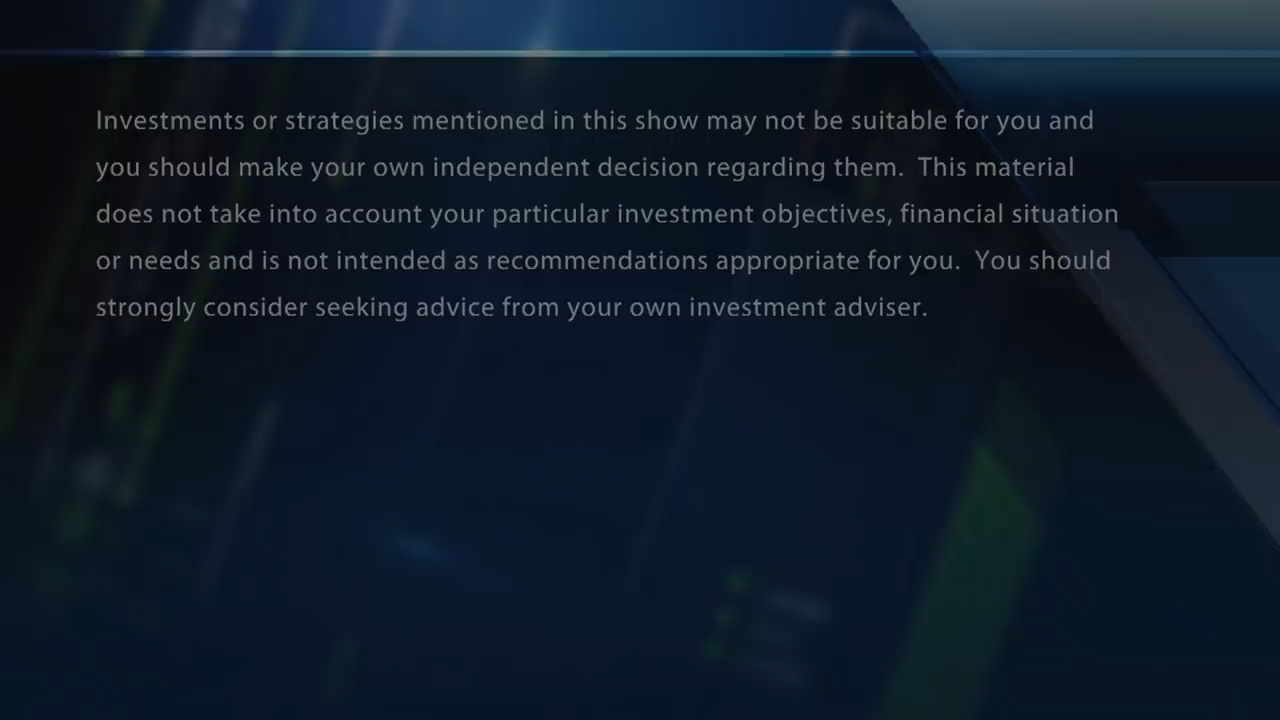 Investments or strategies mentioned in this show may not be suitable for you and
you should make your own independent decision regarding them.  This material
does not take into account your particular investment objectives, financial situation
or needs and is not intended as recommendations appropriate for you.  You should
strongly consider seeking advice from your own investment adviser.